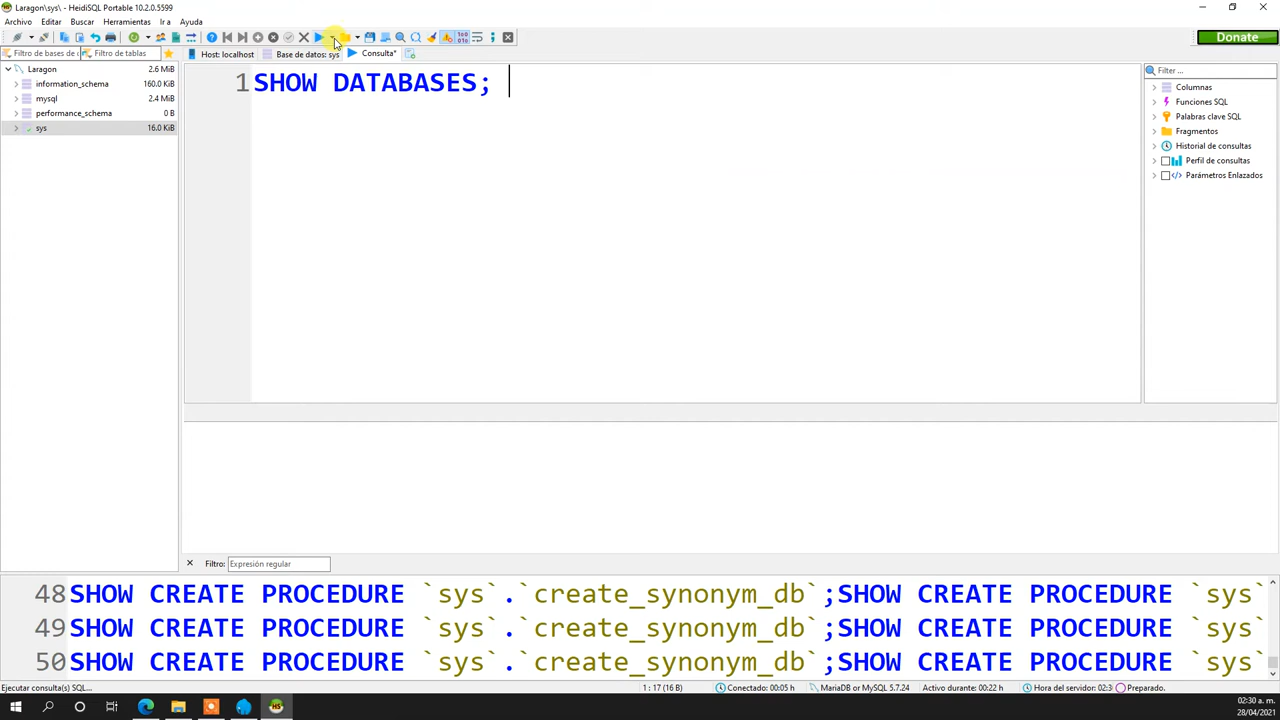 Laragon\sys\ - HeidiSQL Portable 10.2.0.5599
Archivo Editar Buscar Herramientas Ir a Ayuda
Donate
Filtro de bases de d Filtro de tablas Host: localhost Base de datos: sys Consulta*
Laragon 2.6 MiB
information_schema 160.0 KiB
mysql 2.4 MiB
performance_schema 0 B
sys 16.0 KiB
1 SHOW DATABASES;
Filter ...
Columnas
Funciones SQL
Palabras clave SQL
Fragmentos
Historial de consultas
Perfil de consultas
Parámetros Enlazados
Filtro: Expresión regular
48 SHOW CREATE PROCEDURE `sys`.`create_synonym_db`;SHOW CREATE PROCEDURE `sys`
49 SHOW CREATE PROCEDURE `sys`.`create_synonym_db`;SHOW CREATE PROCEDURE `sys`
50 SHOW CREATE PROCEDURE `sys`.`create_synonym_db`;SHOW CREATE PROCEDURE `sys`
Ejecutar consulta(s) SQL... 1 : 17 (16 B) Conectado: 00:05 h MariaDB or MySQL 5.7.24 Activo durante: 00:22 h Hora del servidor: 02:3 Preparado.
HS
02:30 a. m.
28/04/2021